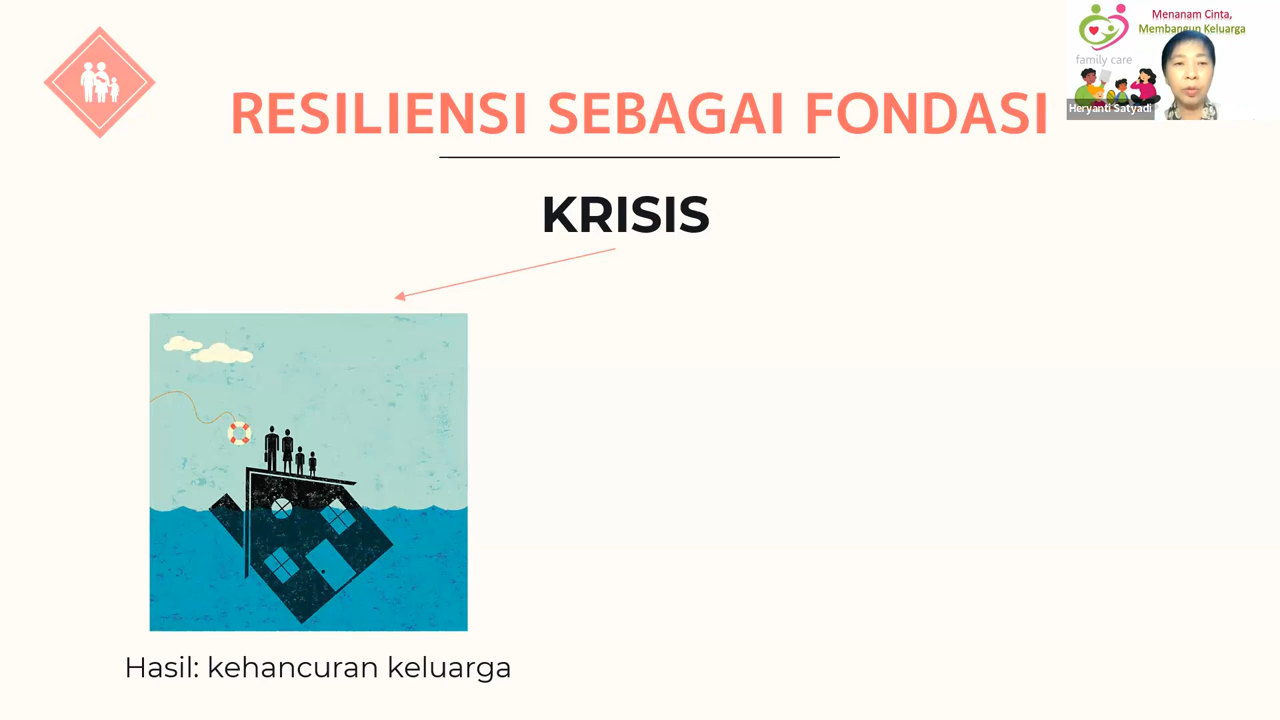 RESILIENSI SEBAGAI FONDASI
KRISIS
Hasil: kehancuran keluarga
Menanam Cinta,
Membangun Keluarga
family care
Heryanti Satyadi